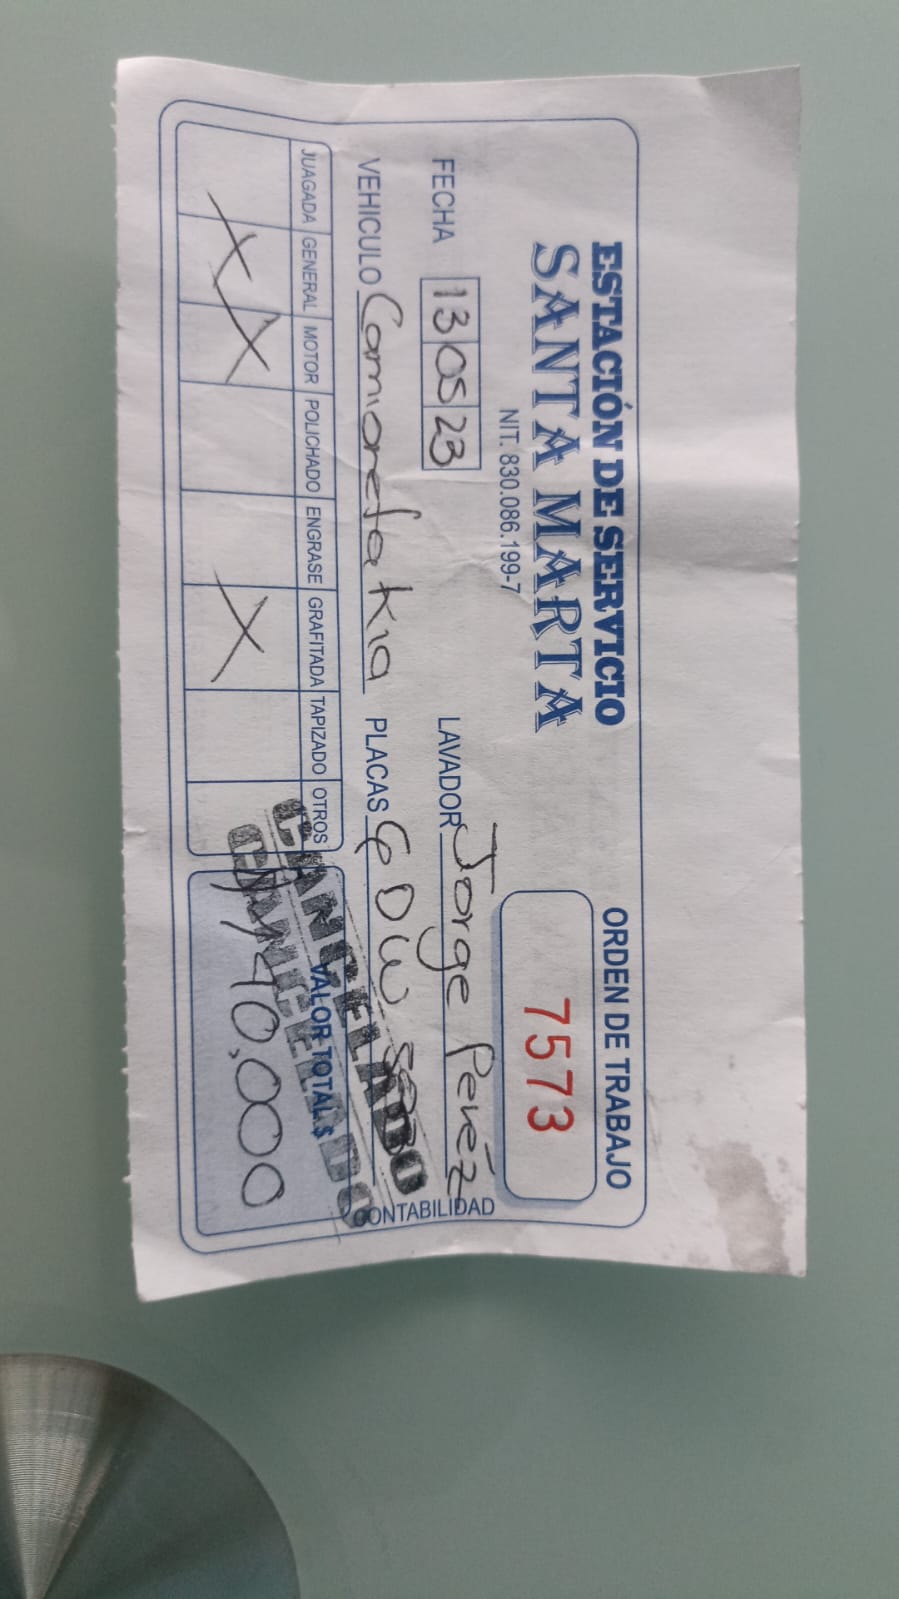 ESTACIÓN DE SERVICIO
SANTA MARTA
NIT. 830.086.199-7
ORDEN DE TRABAJO
7573
FECHA 13 05 23 LAVADOR Jorge Peréz
VEHICULO Camioneta Kia PLACAS
JUAGADA GENERAL MOTOR POLICHADO ENGRASE GRAFITADA TAPIZADO OTROS VALOR TOTAL $
X X X 40.000
CANCELADO
CANCELADO
CONTABILIDAD